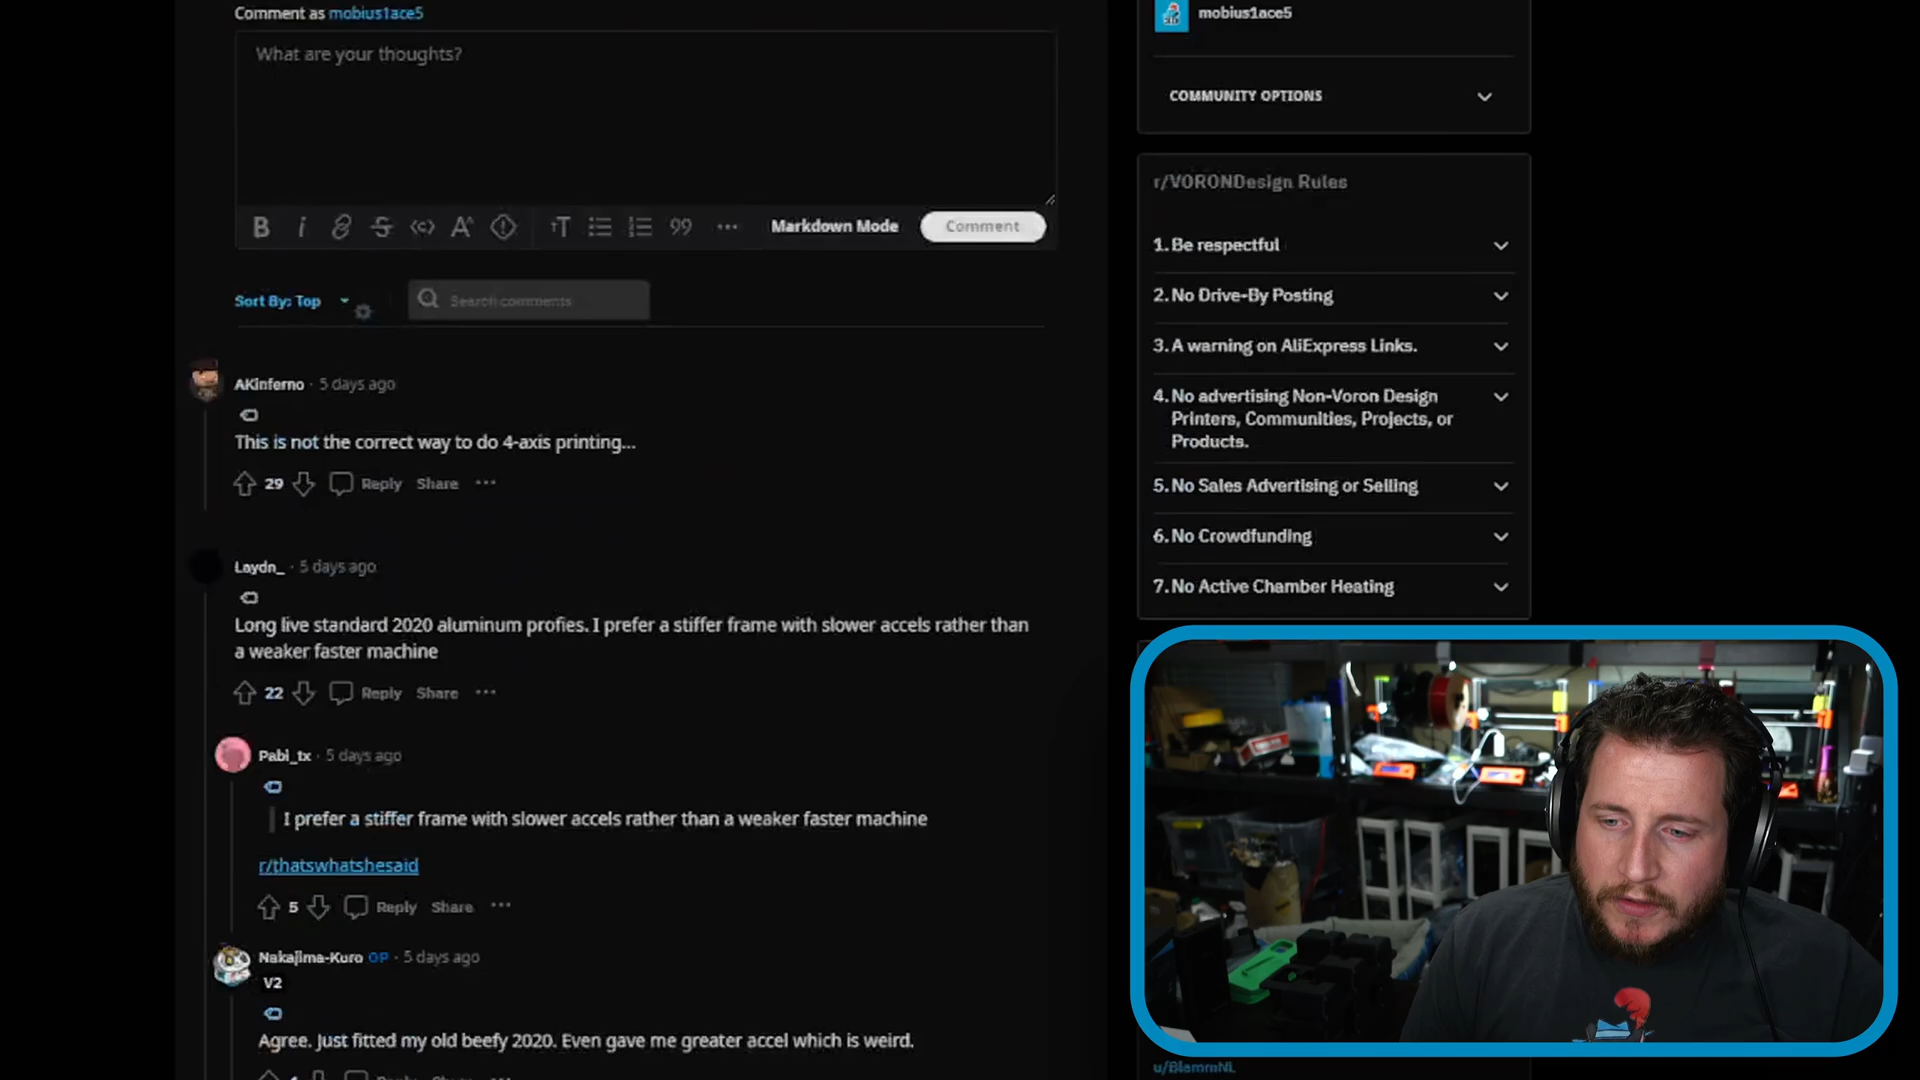 Comment as mobius1ace5
What are your thoughts?
B i S <c> A T 99 ... Markdown Mode Comment
Sort By: Top
Search comments
AKinferno · 5 days ago
This is not the correct way to do 4-axis printing...
29 Reply Share ...
Laydn_ · 5 days ago
Long live standard 2020 aluminum profies. I prefer a stiffer frame with slower accels rather than
a weaker faster machine
22 Reply Share ...
Pabi_tx · 5 days ago
I prefer a stiffer frame with slower accels rather than a weaker faster machine
r/thatswhatshesaid
5 Reply Share ...
Nakajima-Kuro OP · 5 days ago
V2
Agree. Just fitted my old beefy 2020. Even gave me greater accel which is weird.
mobius1ace5
COMMUNITY OPTIONS
r/VORONDesign Rules
1. Be respectful
2. No Drive-By Posting
3. A warning on AliExpress Links.
4. No advertising Non-Voron Design
Printers, Communities, Projects, or
Products.
5. No Sales Advertising or Selling
6. No Crowdfunding
7. No Active Chamber Heating